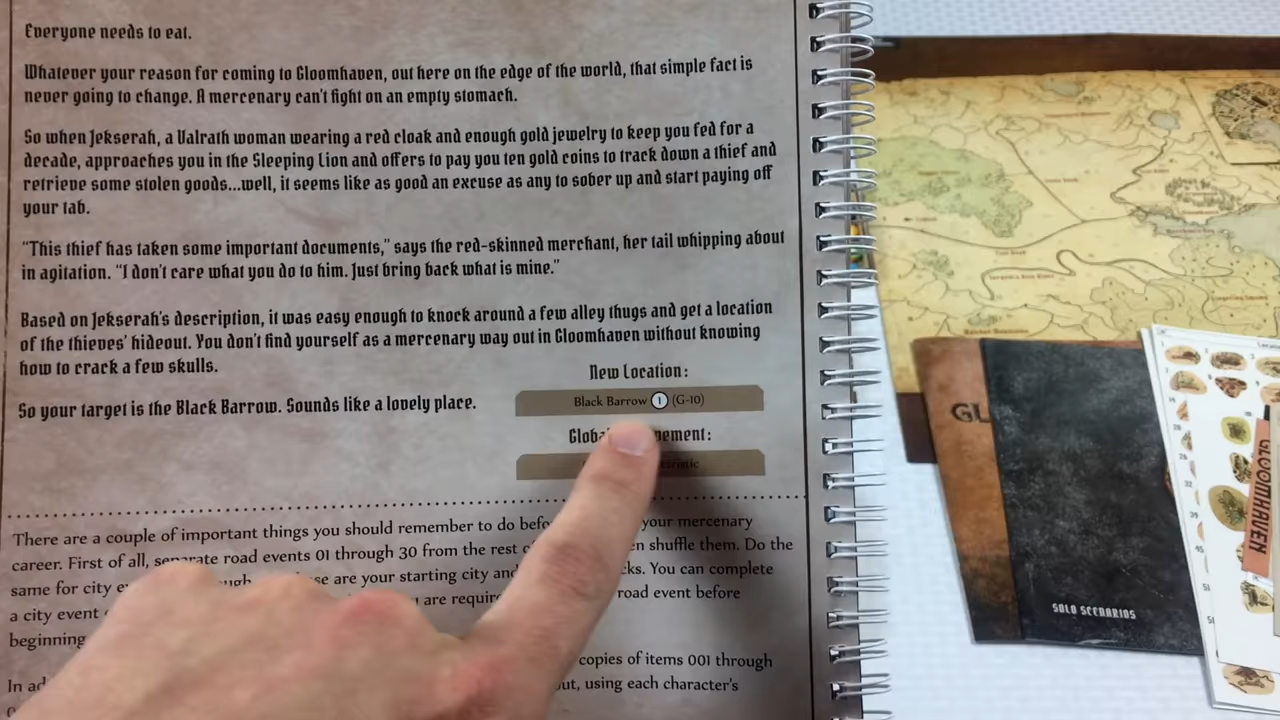 Everyone needs to eat.
Whatever your reason for coming to Gloomhaven, out here on the edge of the world, that simple fact is
never going to change. A mercenary can't fight on an empty stomach.
So when Jekserah, a Valrath woman wearing a red cloak and enough gold jewelry to keep you fed for a
decade, approaches you in the Sleeping Lion and offers to pay you ten gold coins to track down a thief and
retrieve some stolen goods...well, it seems like as good an excuse as any to sober up and start paying off
your tab.
"This thief has taken some important documents," says the red-skinned merchant, her tail whipping about
in agitation. "I don't care what you do to him. Just bring back what is mine."
Based on Jekserah's description, it was easy enough to knock around a few alley thugs and get a location
of the thieves' hideout. You don't find yourself as a mercenary way out in Gloomhaven without knowing
how to crack a few skulls.
So your target is the Black Barrow. Sounds like a lovely place.
New Location:
Black Barrow 1 (G-10)
There are a couple of important things you should remember to do your mercenary
career. First of all, separate road events 01 through 30 from the rest shuffle them. Do the
same for city are your starting city You can complete
a city event are road event before
beginning
copies of items 001 through
using each character's
SOLO SCENARIOS
GLOOMHAVEN